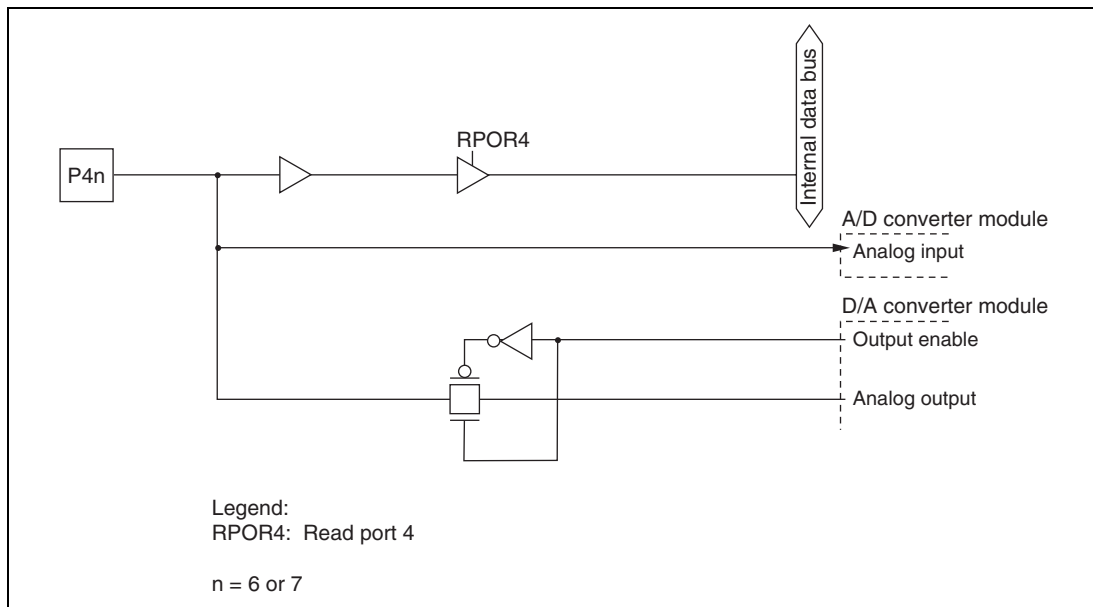 Internal data bus
RPOR4
P4n
A/D converter module
Analog input
D/A converter module
Output enable
Analog output
Legend:
RPOR4: Read port 4
n = 6 or 7